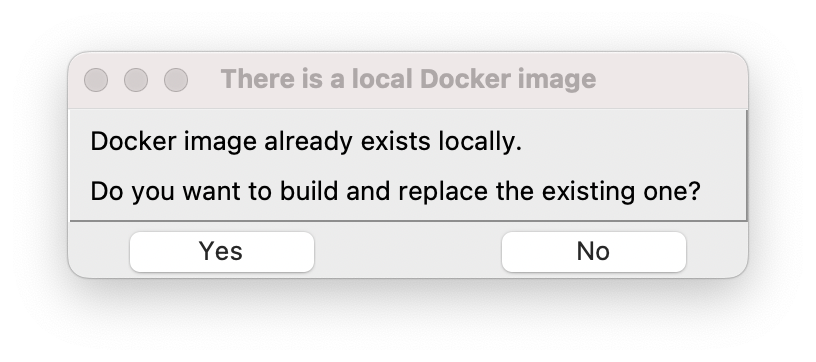 There is a local Docker image
Docker image already exists locally.
Do you want to build and replace the existing one?
Yes
No